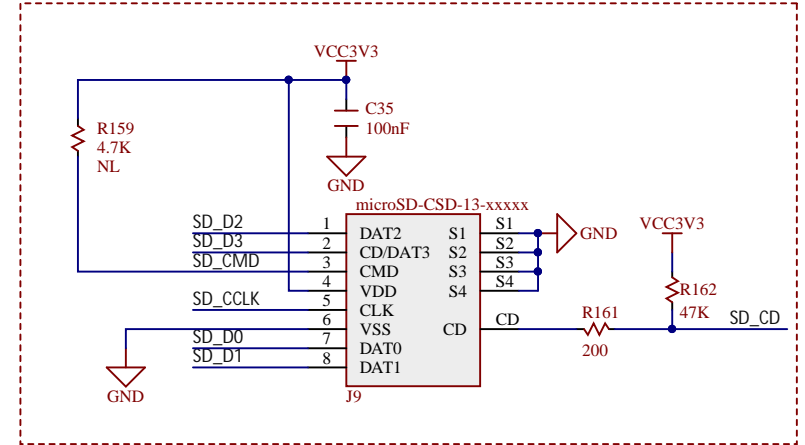 VCC3V3
C35
100nF
R159
4.7K
NL
GND
microSD-CSD-13-xxxxx
SD_D2 1 DAT2 S1 S1
SD_D3 2 CD/DAT3 S2 S2
SD_CMD 3 CMD S3 S3
4 VDD S4 S4
SD_CCLK 5 CLK
6 VSS CD CD
SD_D0 7 DAT0
SD_D1 8 DAT1
J9
GND
GND
VCC3V3
R162
47K
R161
200
SD_CD